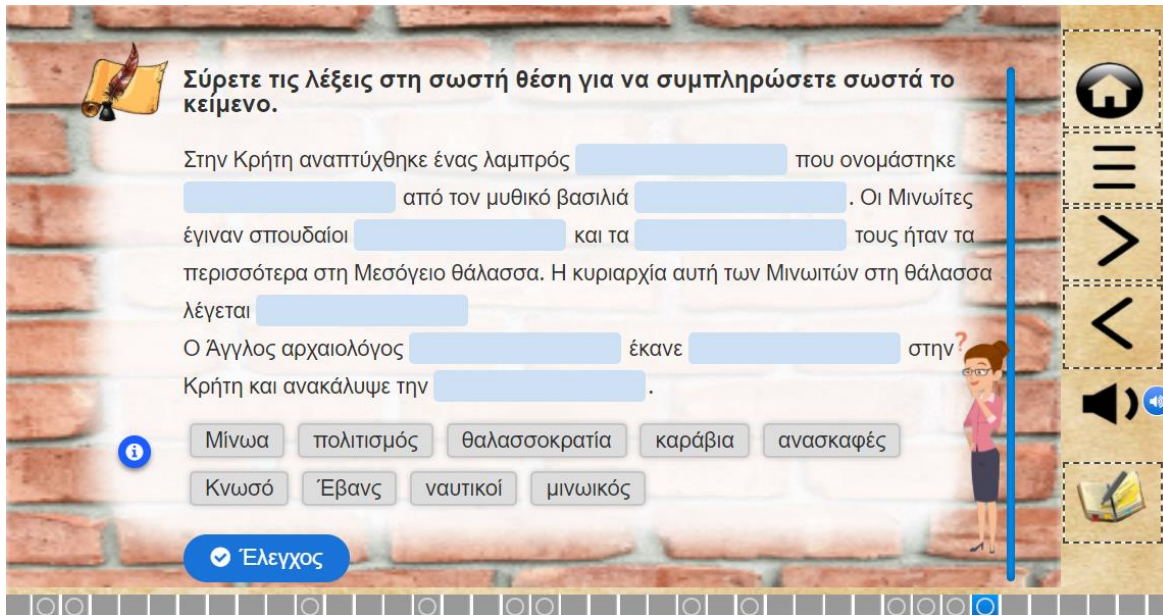 Σύρετε τις λέξεις στη σωστή θέση για να συμπληρώσετε σωστά το
κείμενο.
Στην Κρήτη αναπτύχθηκε ένας λαμπρός που ονομάστηκε
από τον μυθικό βασιλιά . Οι Μινωίτες
έγιναν σπουδαίοι και τα τους ήταν τα
περισσότερα στη Μεσόγειο θάλασσα. Η κυριαρχία αυτή των Μινωιτών στη θάλασσα
λέγεται
Ο Άγγλος αρχαιολόγος έκανε στην
Κρήτη και ανακάλυψε την .
Μίνωα πολιτισμός θαλασσοκρατία καράβια ανασκαφές
Κνωσό Έβανς ναυτικοί μινωικός
Έλεγχος